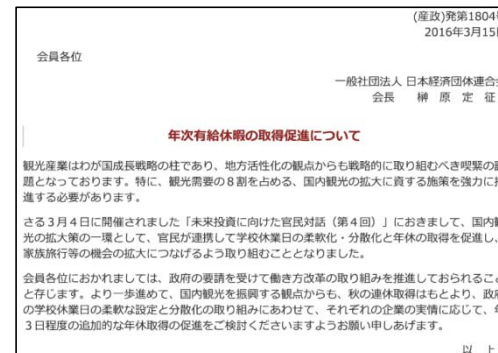 (産政)発第1804
2016年3月15日
会員各位
一般社団法人 日本経済団体連合会
会長 榊原定征
年次有給休暇の取得促進について
観光産業はわが国成長戦略の柱であり、地方活性化の観点からも戦略的に取り組むべき喫緊の課
題となっております。特に、観光需要の８割を占める、国内観光の拡大に資する施策を強力に推
進する必要があります。
さる３月４日に開催されました「未来投資に向けた官民対話（第４回）」におきまして、国内観
光の拡大策の一環として、官民が連携して学校休業日の柔軟化・分散化と年休の取得を促進し、
家族旅行等の機会の拡大につなげるよう取り組むこととなりました。
会員各位におかれましては、政府の要請を受けて働き方改革の取り組みを推進しておられること
と存じます。より一歩進めて、国内観光を振興する観点からも、秋の連休取得はもとより、政府
の学校休業日の柔軟な設定と分散化の取り組みにあわせて、それぞれの企業の実情に応じて、年
３日程度の追加的な年休取得の促進をご検討くださいますようお願い申しあげます。
以上